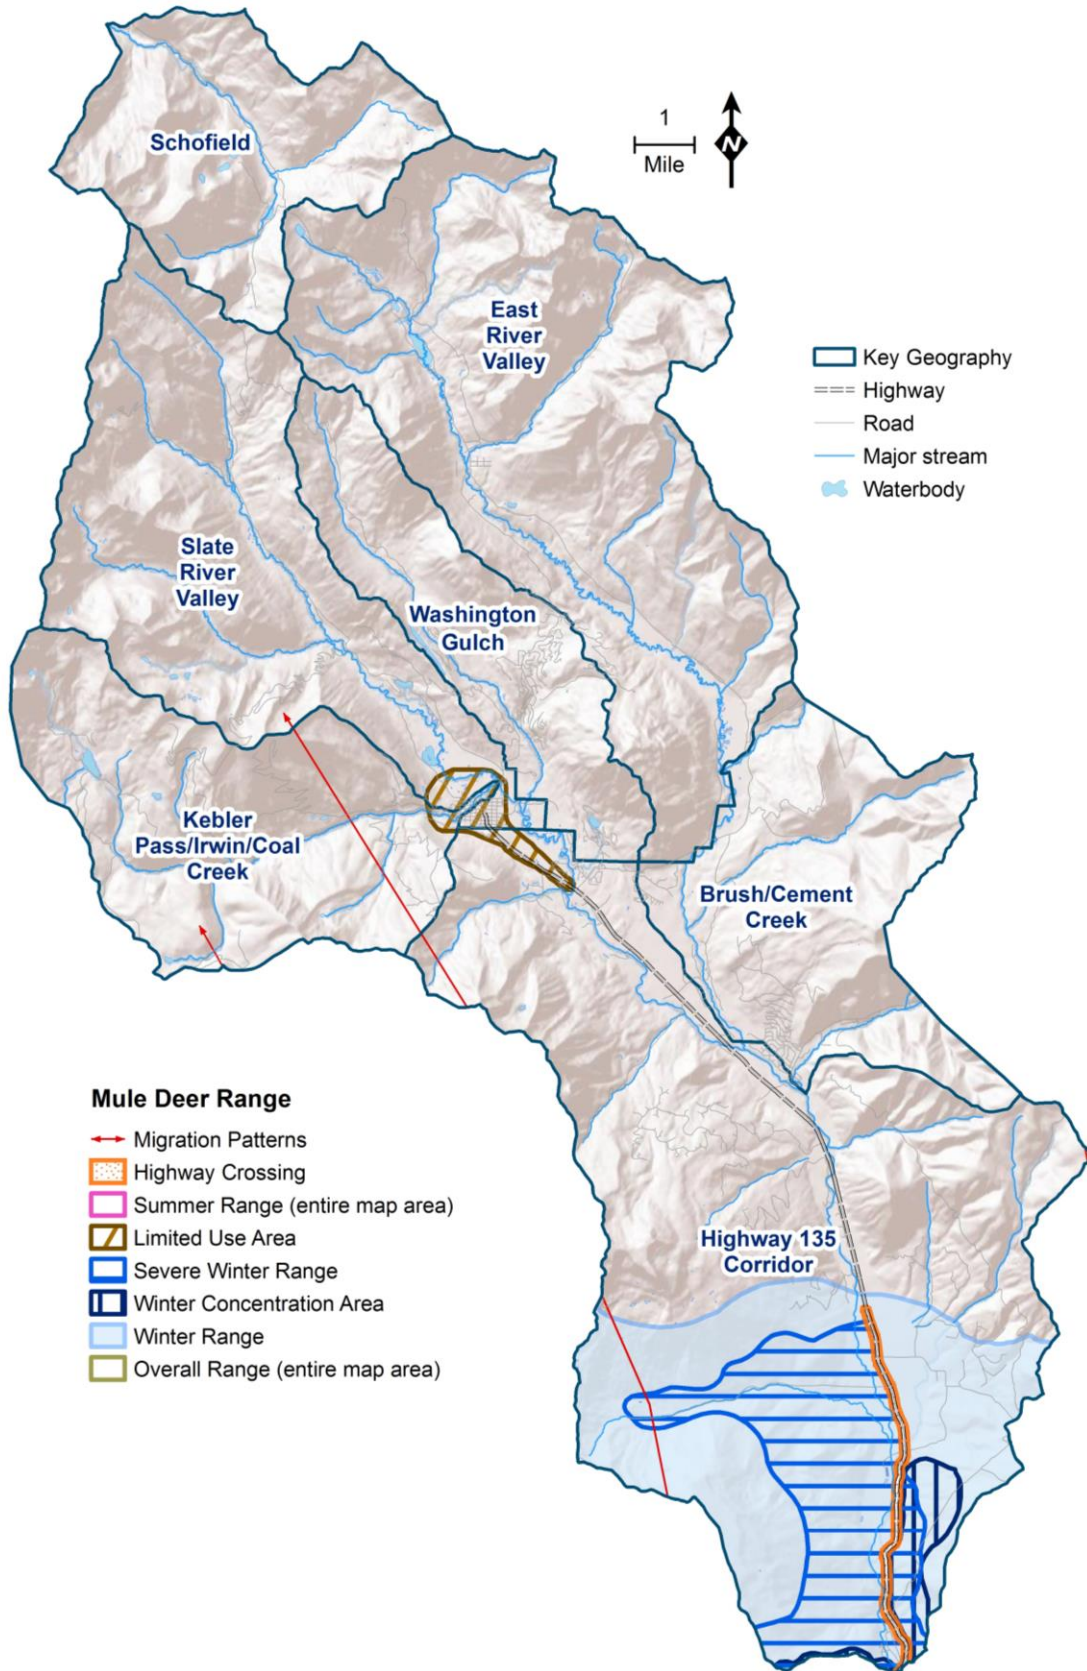 1
Mile
N
Schofield
East
River
Valley
Key Geography
Highway
Road
Major stream
Waterbody
Slate
River
Valley
Washington
Gulch
Kebler
Pass/Irwin/Coal
Creek
Brush/Cement
Creek
Mule Deer Range
Migration Patterns
Highway Crossing
Summer Range (entire map area)
Limited Use Area
Severe Winter Range
Winter Concentration Area
Winter Range
Overall Range (entire map area)
Highway 135
Corridor